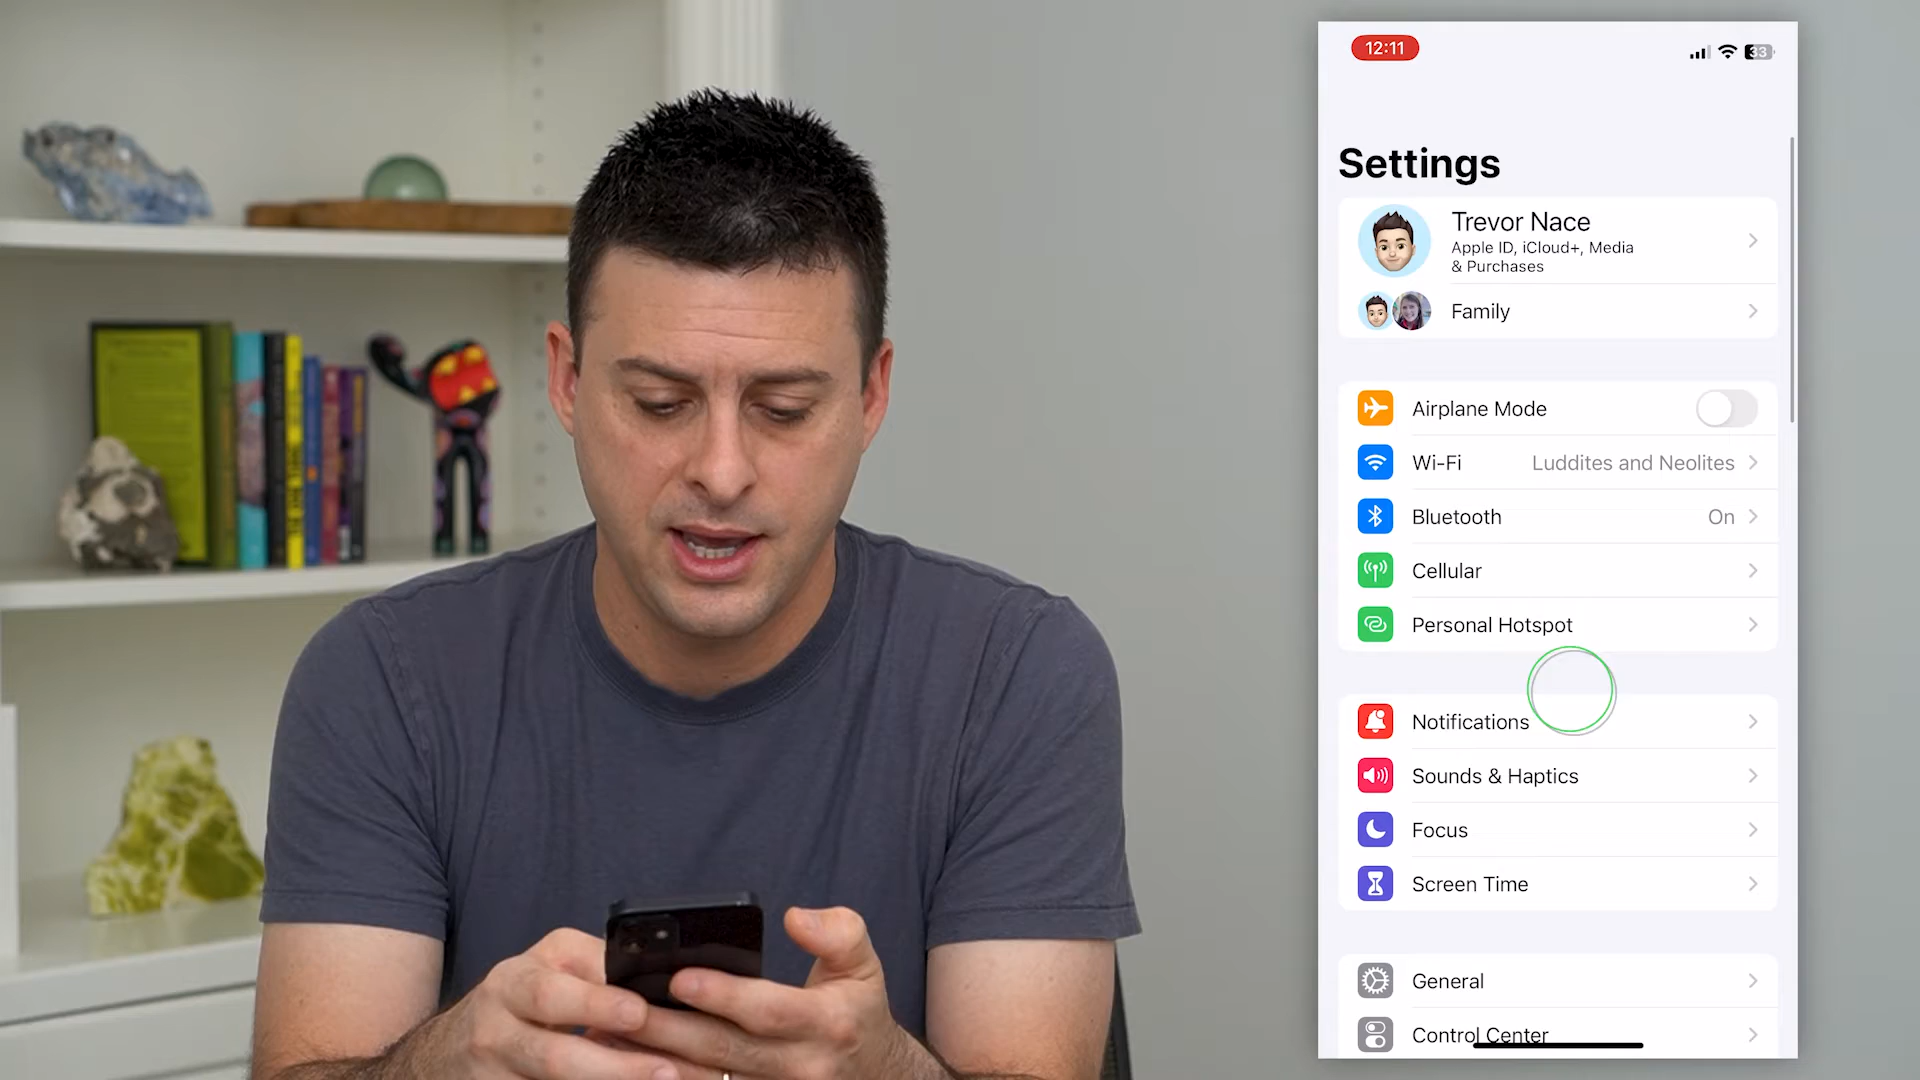 12:11
33
Settings
Trevor Nace
Apple ID, iCloud+, Media
& Purchases
Family
Airplane Mode
Wi-Fi Luddites and Neolites
Bluetooth On
Cellular
Personal Hotspot
Notifications
Sounds & Haptics
Focus
Screen Time
General
Control Center